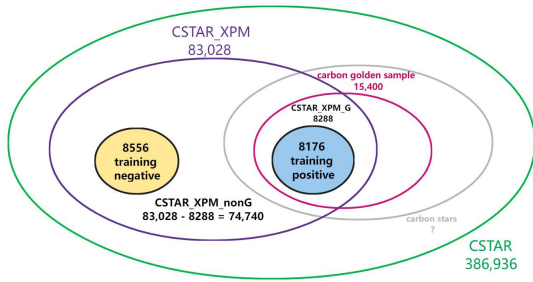 CSTAR_XPM
83,028
carbon golden sample
15,400
CSTAR_XPM_G
8288
8556
training
negative
8176
training
positive
CSTAR_XPM_nonG
83,028 - 8288 = 74,740
carbon stars
?
CSTAR
386,936